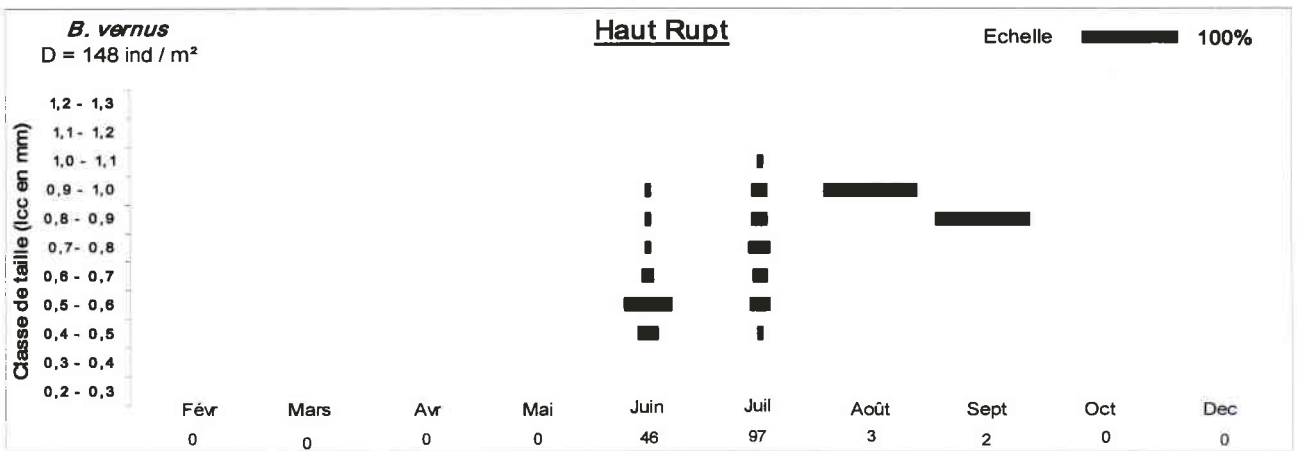 B. vernus
D = 148 ind / m²
Haut Rupt
Echelle 100%
Classe de taille (lcc en mm)
1,2 - 1,3
1,1 - 1,2
1,0 - 1,1
0,9 - 1,0
0,8 - 0,9
0,7- 0,8
0,6 - 0,7
0,5 - 0,6
0,4 - 0,5
0,3 - 0,4
0,2 - 0,3
Févr Mars Avr Mai Juin Juil Août Sept Oct Dec
0 0 0 0 46 97 3 2 0 0